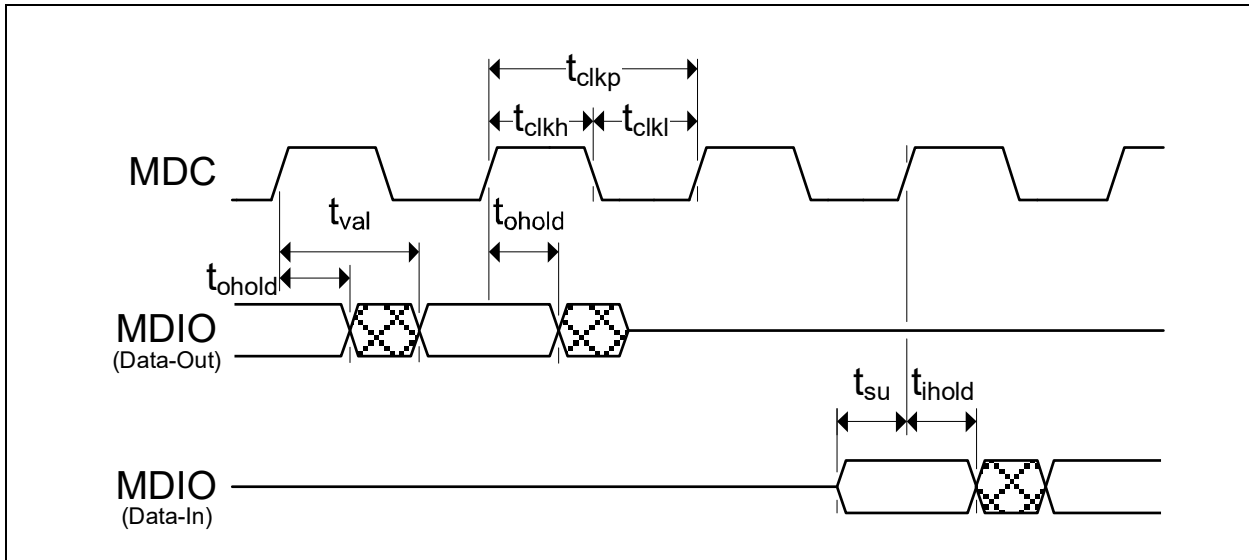 tclkp
tclkh tclkl
MDC
tval tohold
tohold
MDIO
(Data-Out)
tsu tihold
MDIO
(Data-In)